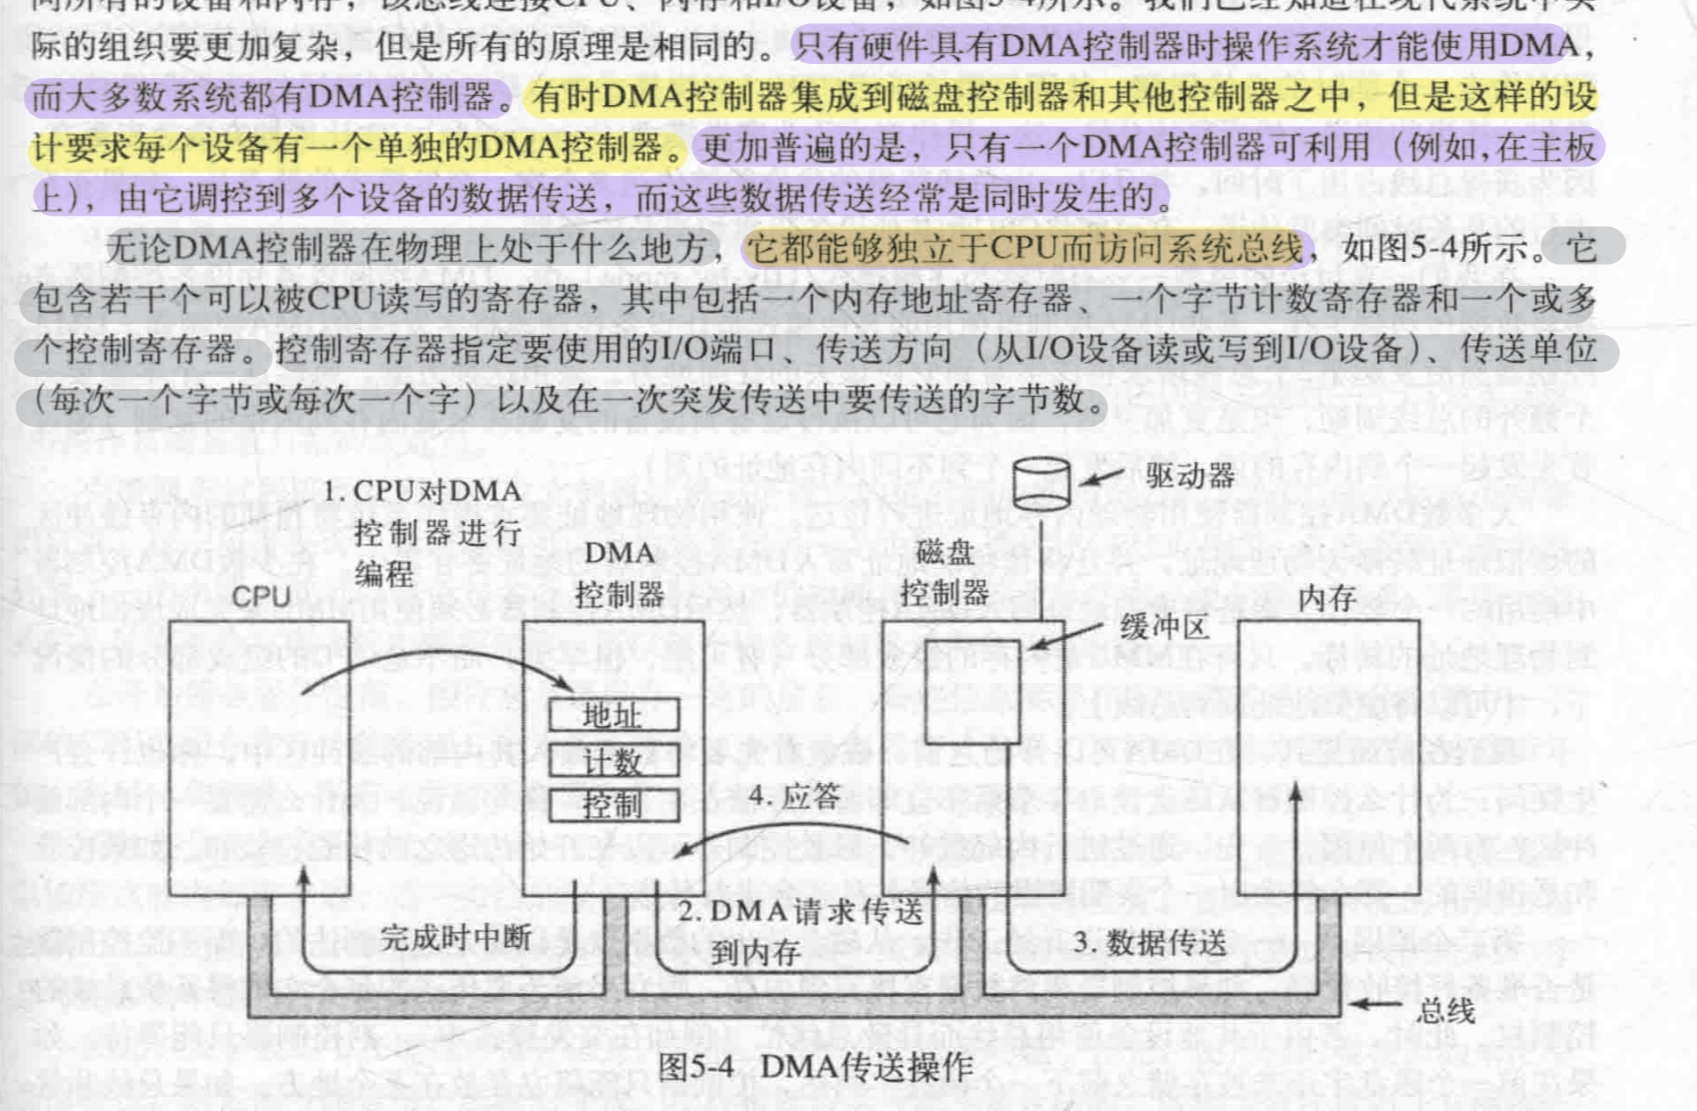 际的组织要更加复杂，但是所有的原理是相同的。只有硬件具有DMA控制器时操作系统才能使用DMA，
而大多数系统都有DMA控制器。有时DMA控制器集成到磁盘控制器和其他控制器之中，但是这样的设
计要求每个设备有一个单独的DMA控制器。更加普遍的是，只有一个DMA控制器可利用（例如,在主板
上），由它调控到多个设备的数据传送，而这些数据传送经常是同时发生的。
无论DMA控制器在物理上处于什么地方，它都能够独立于CPU而访问系统总线，如图5-4所示。它
包含若干个可以被CPU读写的寄存器，其中包括一个内存地址寄存器、一个字节计数寄存器和一个或多
个控制寄存器。控制寄存器指定要使用的I/O端口、传送方向（从I/O设备读或写到I/O设备）、传送单位
（每次一个字节或每次一个字）以及在一次突发传送中要传送的字节数。
驱动器
1. CPU对DMA
控制器进行
编程
CPU
DMA
控制器
磁盘
控制器
内存
缓冲区
地址
计数
控制
4. 应答
完成时中断
2. DMA请求传送
到内存
3. 数据传送
总线
图5-4 DMA传送操作